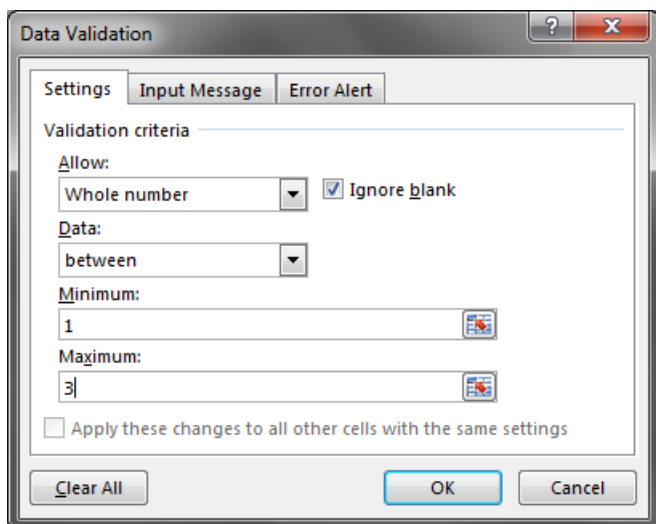 Data Validation
Settings Input Message Error Alert
Validation criteria
Allow:
Whole number Ignore blank
Data:
between
Minimum:
1
Maximum:
3
Apply these changes to all other cells with the same settings
Clear All OK Cancel